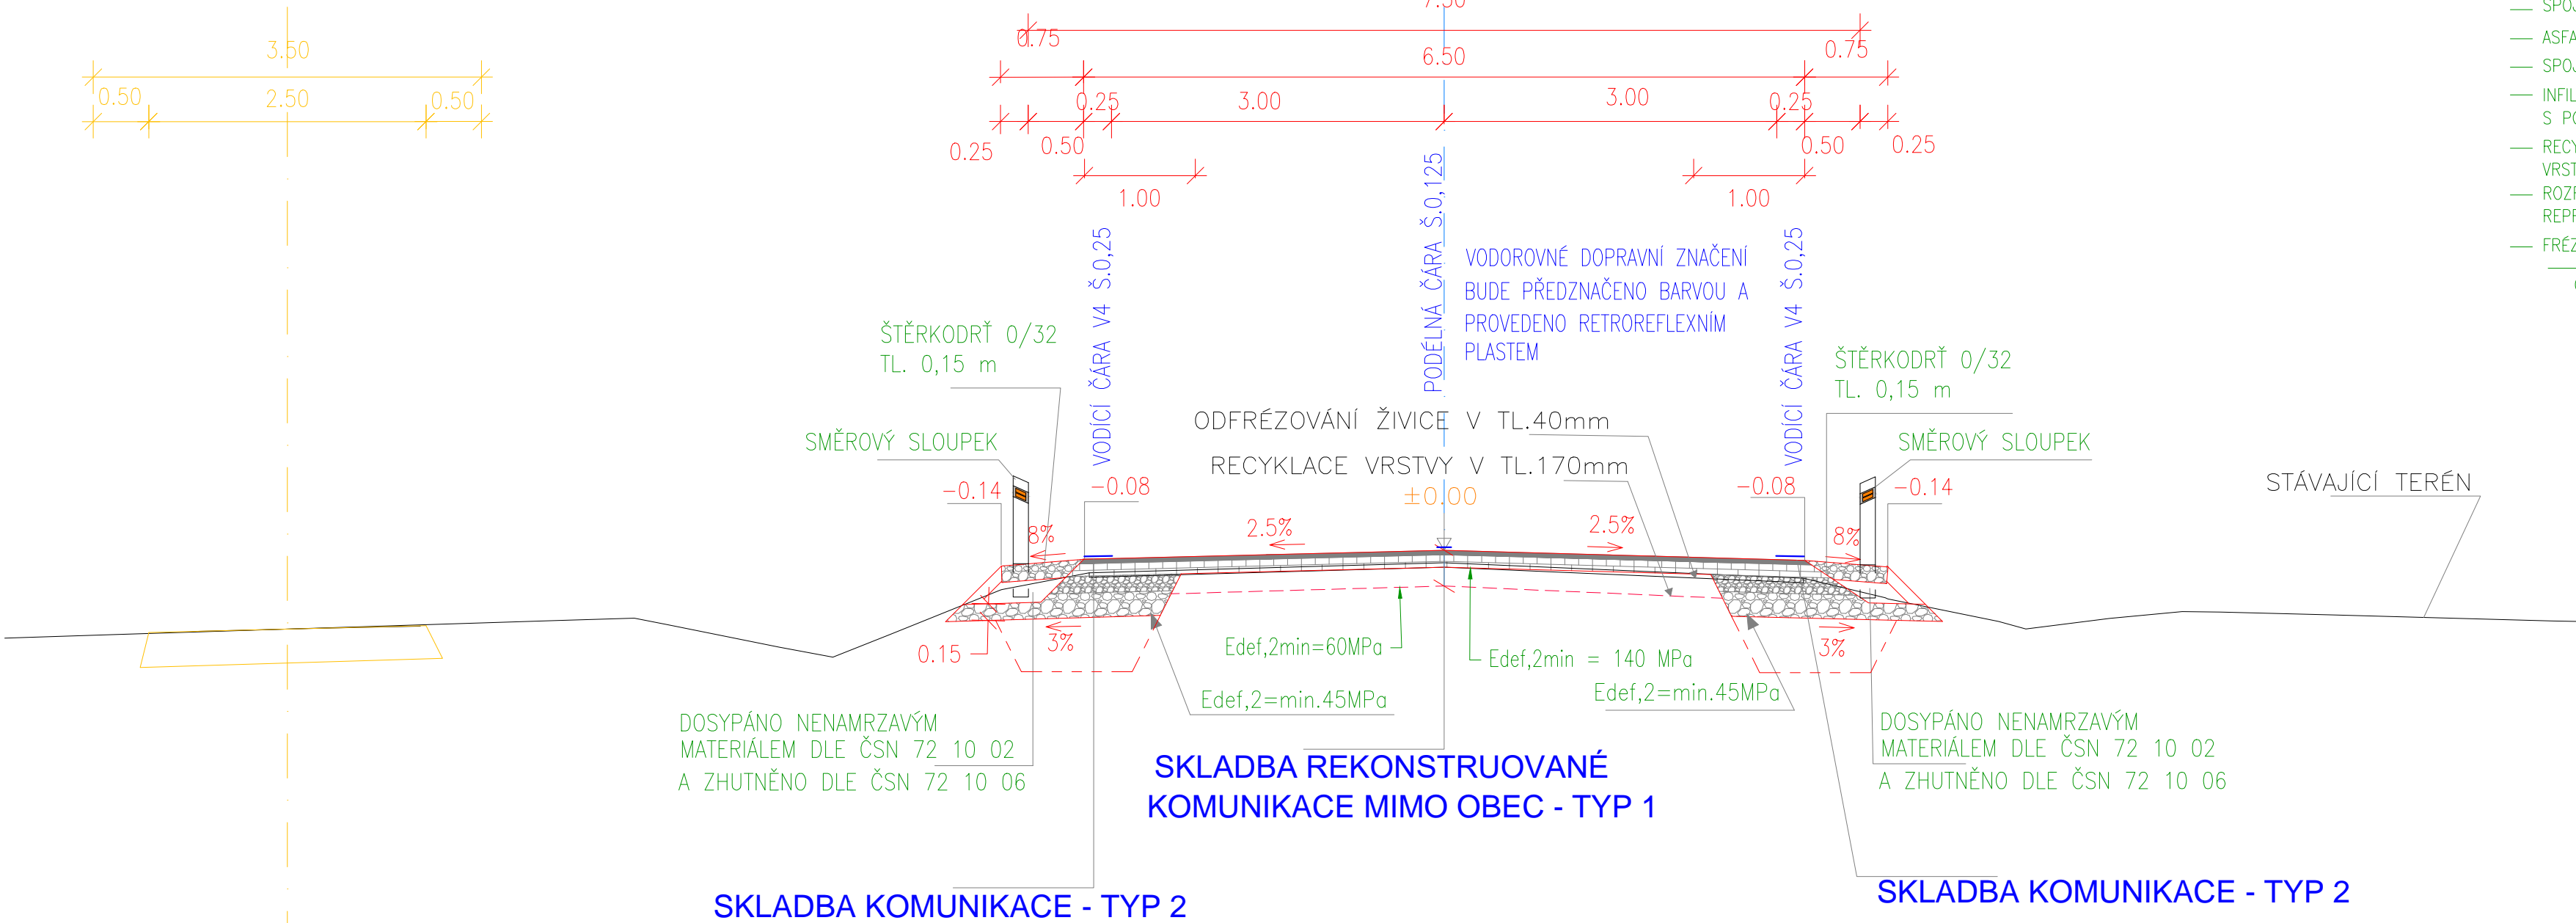 3.50
0.50
2.50
0.50
7.50
0.75
0.75
6.50
0.25
3.00
3.00
0.25
0.25
0.50
0.50
0.25
1.00
1.00
VODÍCÍ ČÁRA V4 Š.0,25
PODÉLNÁ ČÁRA Š.0,125
VODÍCÍ ČÁRA V4 Š.0,25
VODOROVNÉ DOPRAVNÍ ZNAČENÍ
BUDE PŘEDZNAČENO BARVOU A
PROVEDENO RETROREFLEXNÍM
PLASTEM
ŠTĚRKODRŤ 0/32
TL. 0,15 m
ŠTĚRKODRŤ 0/32
TL. 0,15 m
SMĚROVÝ SLOUPEK
SMĚROVÝ SLOUPEK
ODFRÉZOVÁNÍ ŽIVICE V TL.40mm
RECYKLACE VRSTVY V TL.170mm
STÁVAJÍCÍ TERÉN
-0.14
-0.08
±0.00
-0.08
-0.14
8%
2.5%
2.5%
8%
0.15
3%
3%
Edef,2min=60MPa
Edef,2min = 140 MPa
Edef,2=min.45MPa
Edef,2=min.45MPa
DOSYPÁNO NENAMRZAVÝM
MATERIÁLEM DLE ČSN 72 10 02
A ZHUTNĚNO DLE ČSN 72 10 06
DOSYPÁNO NENAMRZAVÝM
MATERIÁLEM DLE ČSN 72 10 02
A ZHUTNĚNO DLE ČSN 72 10 06
SKLADBA REKONSTRUOVANÉ
KOMUNIKACE MIMO OBEC - TYP 1
SKLADBA KOMUNIKACE - TYP 2
SKLADBA KOMUNIKACE - TYP 2